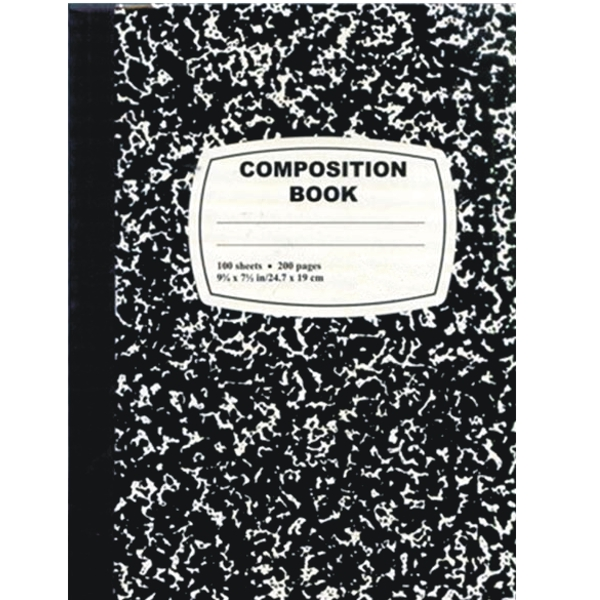 COMPOSITION
BOOK
100 sheets • 200 pages
9¾ x 7½ in/24.7 x 19 cm